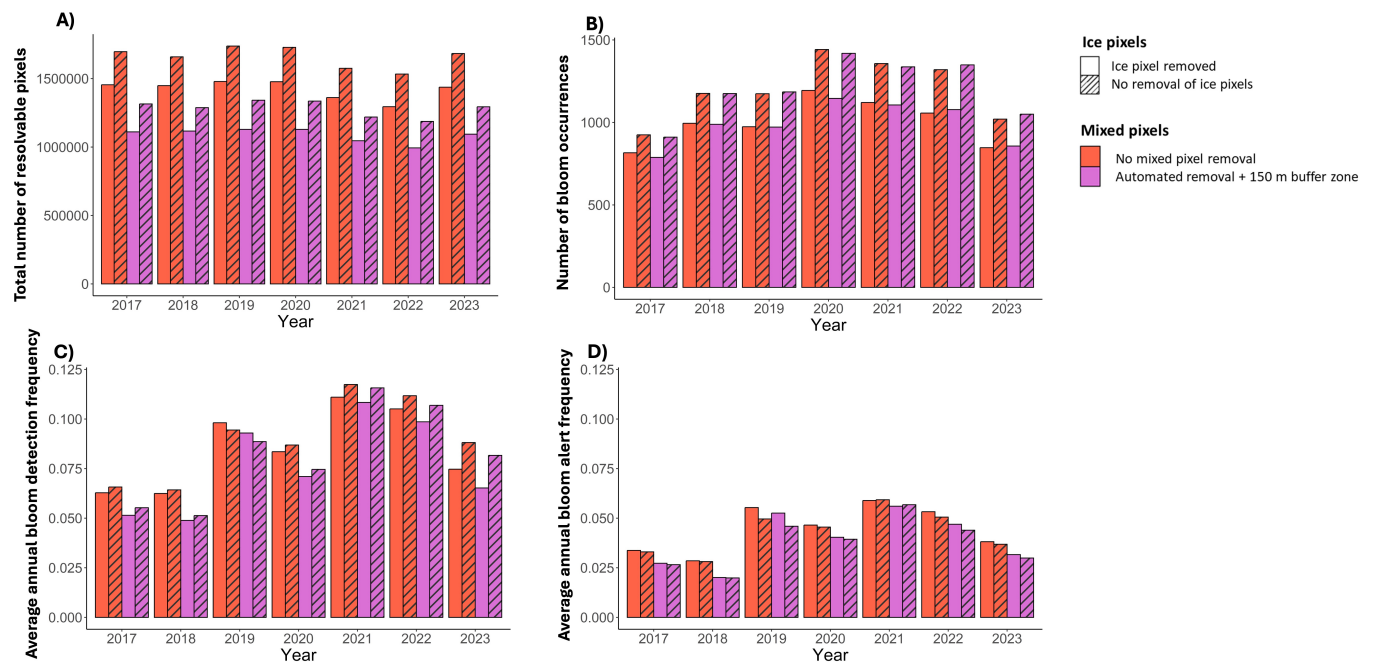 A)
Total number of resolvable pixels
1500000
1000000
500000
0
2017 2018 2019 2020 2021 2022 2023
Year
B)
Number of bloom occurrences
1500
1000
500
0
2017 2018 2019 2020 2021 2022 2023
Year
Ice pixels
Ice pixel removed
No removal of ice pixels
Mixed pixels
No mixed pixel removal
Automated removal + 150 m buffer zone
C)
Average annual bloom detection frequency
0.125
0.100
0.075
0.050
0.025
0.000
2017 2018 2019 2020 2021 2022 2023
Year
D)
Average annual bloom alert frequency
0.125
0.100
0.075
0.050
0.025
0.000
2017 2018 2019 2020 2021 2022 2023
Year